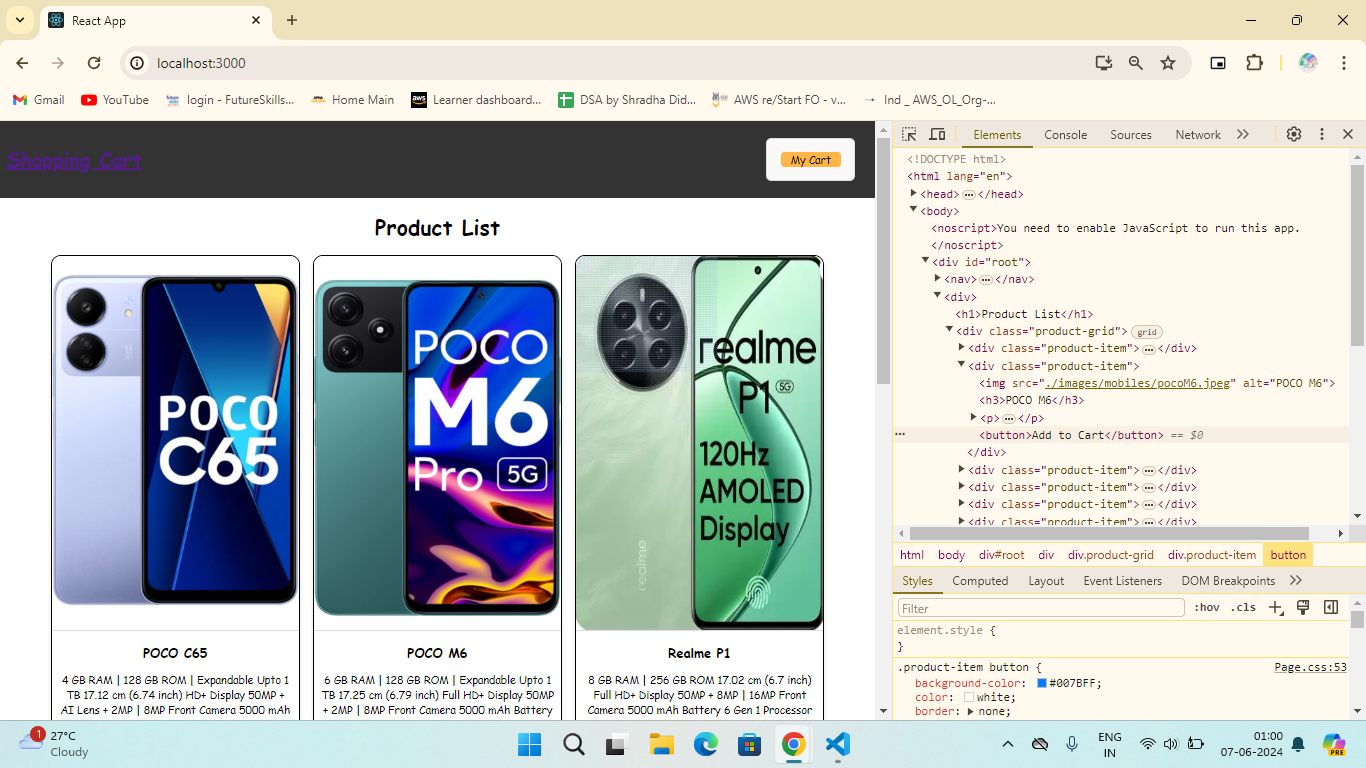 React App
localhost:3000
Gmail
YouTube
login - FutureSkills...
Home Main
aws
Learner dashboard...
DSA by Shradha Did...
AWS re/Start FO - v...
Ind _ AWS_OL_Org-...
Shopping Cart
My Cart
Product List
POCO
C65
POCO
M6
Pro 5G
realme
P1 5G
120Hz
AMOLED
Display
realme
POCO C65
4 GB RAM | 128 GB ROM | Expandable Upto 1
TB 17.12 cm (6.74 inch) HD+ Display 50MP +
AI Lens + 2MP | 8MP Front Camera 5000 mAh
POCO M6
6 GB RAM | 128 GB ROM | Expandable Upto 1
TB 17.25 cm (6.79 inch) Full HD+ Display 50MP
+ 2MP | 8MP Front Camera 5000 mAh Battery
Realme P1
8 GB RAM | 256 GB ROM 17.02 cm (6.7 inch)
Full HD+ Display 50MP + 8MP | 16MP Front
Camera 5000 mAh Battery 6 Gen 1 Processor
Elements Console Sources Network
<!DOCTYPE html>
<html lang="en">
<head>…</head>
<body>
<noscript>You need to enable JavaScript to run this app.
</noscript>
<div id="root">
<nav>…</nav>
<div>
<h1>Product List</h1>
<div class="product-grid"> grid
<div class="product-item">…</div>
<div class="product-item">
<img src="./images/mobiles/pocoM6.jpeg" alt="POCO M6">
<h3>POCO M6</h3>
<p>…</p>
<button>Add to Cart</button> == $0
</div>
<div class="product-item">…</div>
<div class="product-item">…</div>
<div class="product-item">…</div>
<div class="product-item">…</div>
html body div#root div div.product-grid div.product-item button
Styles Computed Layout Event Listeners DOM Breakpoints
Filter :hov .cls
element.style {
}
.product-item button { Page.css:53
background-color: #007BFF;
color: white;
border: none;
1
27°C
Cloudy
PRE
ENG
IN
01:00
07-06-2024